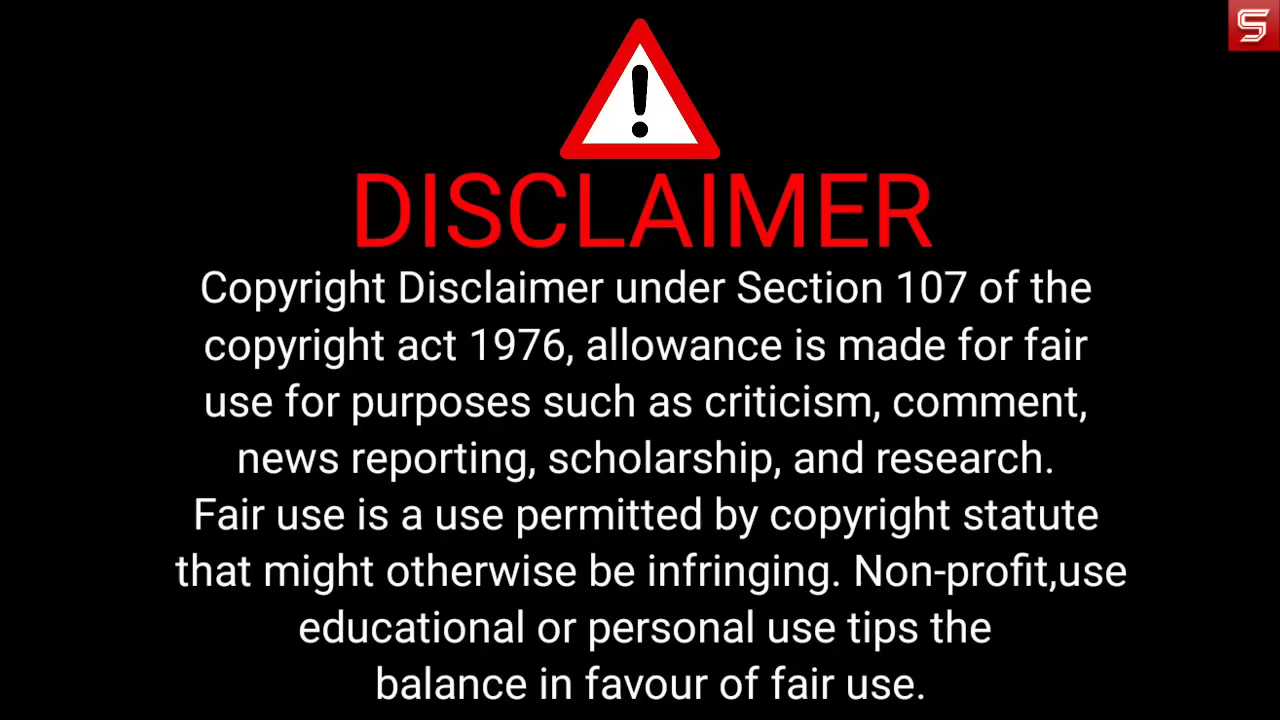 S
DISCLAIMER
Copyright Disclaimer under Section 107 of the
copyright act 1976, allowance is made for fair
use for purposes such as criticism, comment,
news reporting, scholarship, and research.
Fair use is a use permitted by copyright statute
that might otherwise be infringing. Non-profit,use
educational or personal use tips the
balance in favour of fair use.